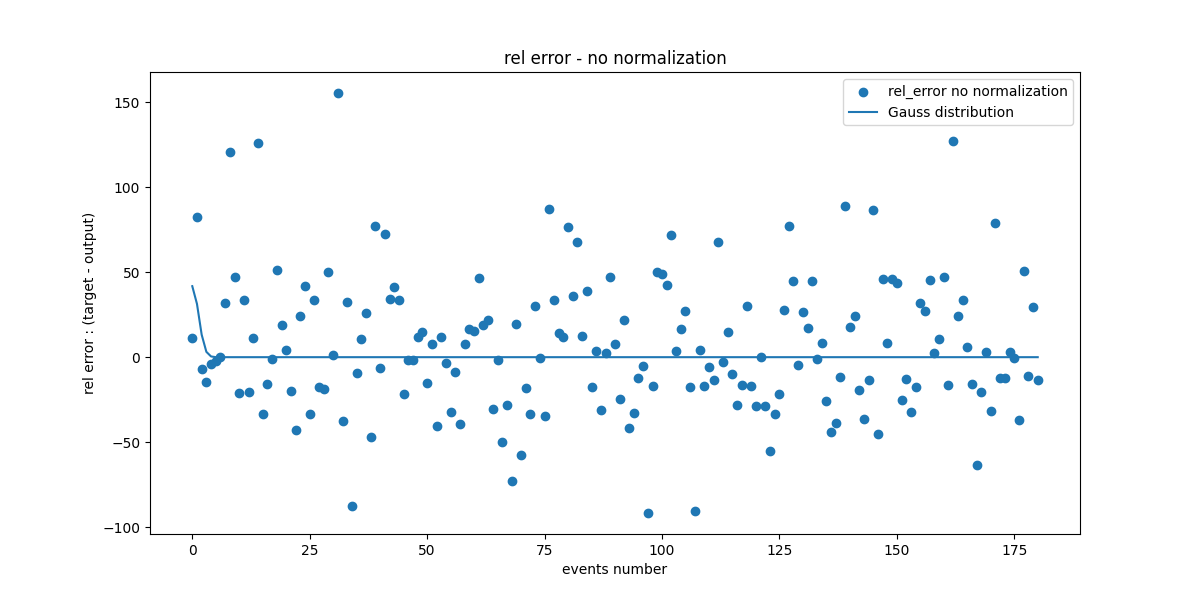 rel error - no normalization
rel_error no normalization
Gauss distribution
150
100
50
0
−50
−100
rel error : (target - output)
0
25
50
75
100
125
150
175
events number